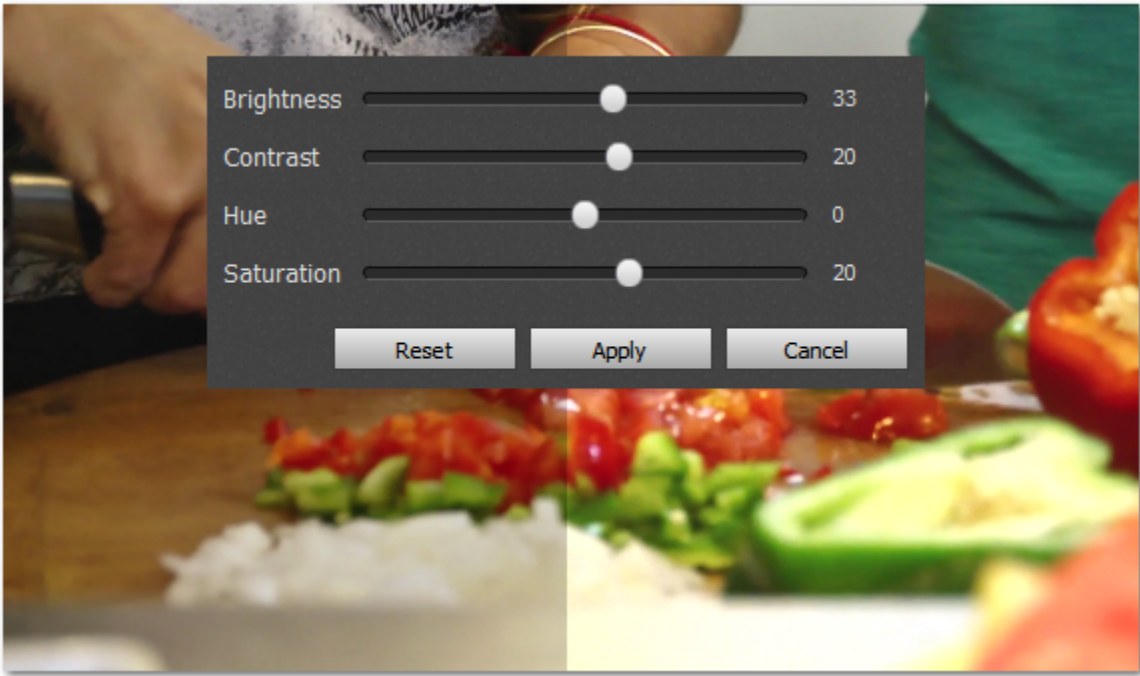 Brightness 33
Contrast 20
Hue 0
Saturation 20
Reset Apply Cancel